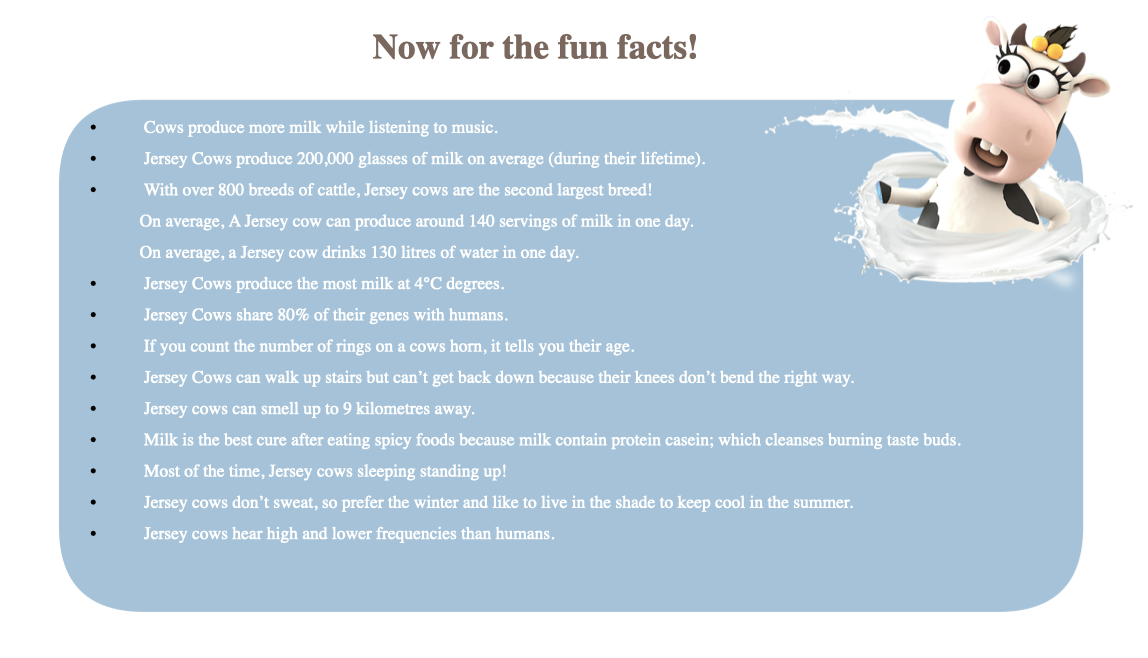 Now for the fun facts!
• Cows produce more milk while listening to music.
• Jersey Cows produce 200,000 glasses of milk on average (during their lifetime).
• With over 800 breeds of cattle, Jersey cows are the second largest breed!
On average, A Jersey cow can produce around 140 servings of milk in one day.
On average, a Jersey cow drinks 130 litres of water in one day.
• Jersey Cows produce the most milk at 4°C degrees.
• Jersey Cows share 80% of their genes with humans.
• If you count the number of rings on a cows horn, it tells you their age.
• Jersey Cows can walk up stairs but can’t get back down because their knees don’t bend the right way.
• Jersey cows can smell up to 9 kilometres away.
• Milk is the best cure after eating spicy foods because milk contain protein casein; which cleanses burning taste buds.
• Most of the time, Jersey cows sleeping standing up!
• Jersey cows don’t sweat, so prefer the winter and like to live in the shade to keep cool in the summer.
• Jersey cows hear high and lower frequencies than humans.